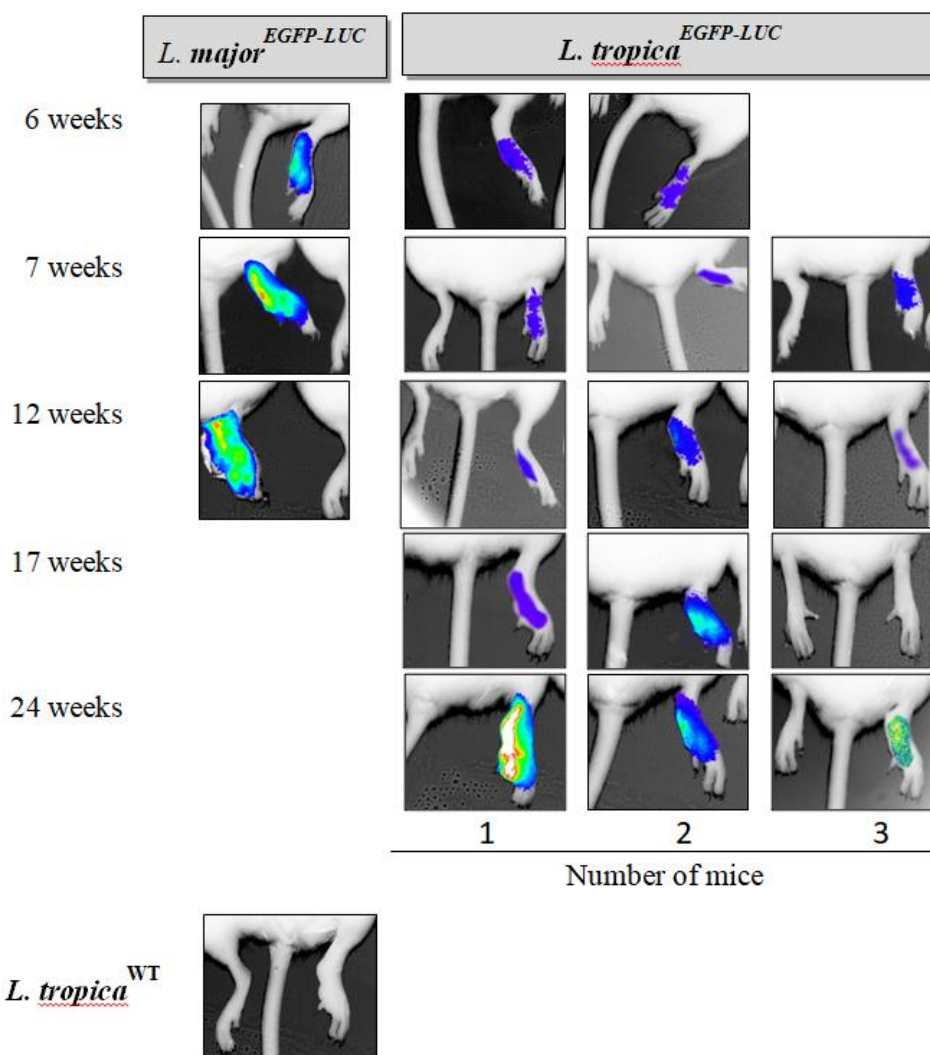 L. major EGFP-LUC
L. tropica EGFP-LUC
6 weeks
7 weeks
12 weeks
17 weeks
24 weeks
1 2 3
Number of mice
L. tropica WT